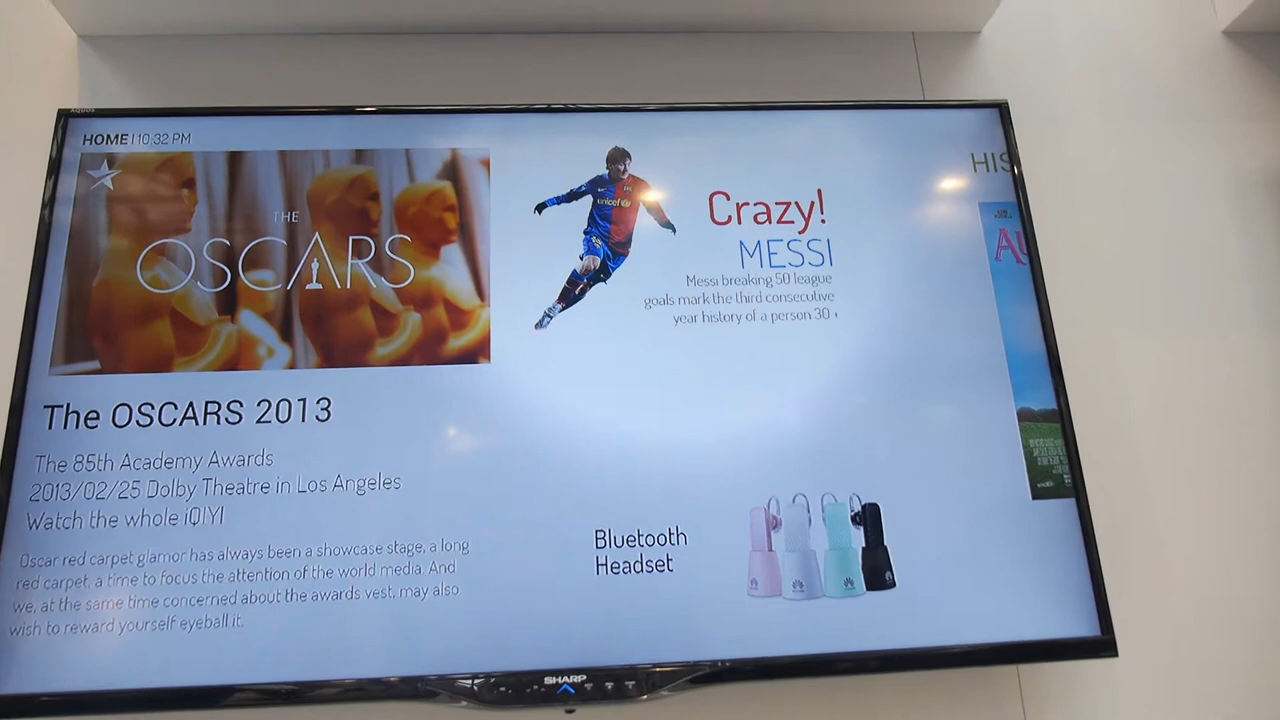 AQUOS
HOME | 10:32 PM
THE
OSCARS
The OSCARS 2013
The 85th Academy Awards
2013/02/25 Dolby Theatre in Los Angeles
Watch the whole iQIYI
Oscar red carpet glamor has always been a showcase stage, a long
red carpet, a time to focus the attention of the world media. And
we, at the same time concerned about the awards vest, may also
wish to reward yourself eyeball it.
unicef
Crazy!
MESSI
Messi breaking 50 league
goals mark the third consecutive
year history of a person 30 +
Bluetooth
Headset
HIS
AU
SHARP